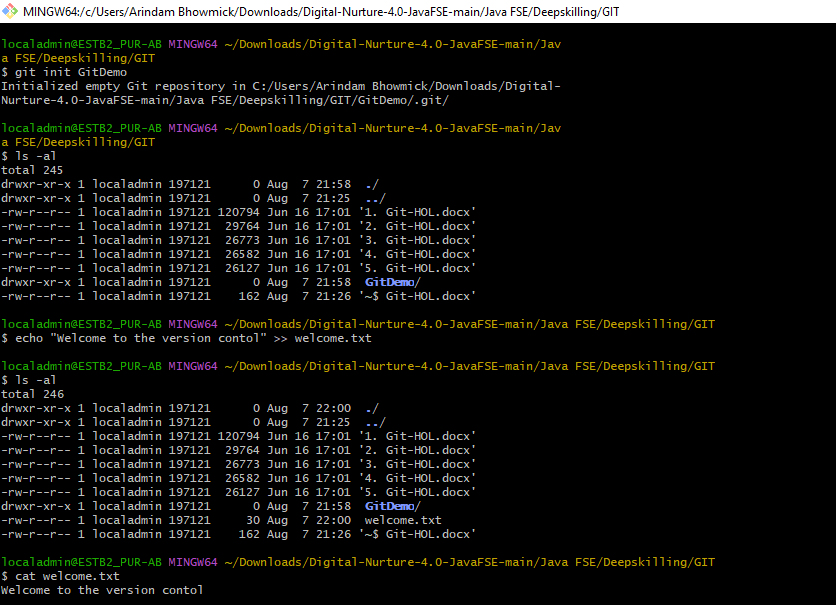 MINGW64:/c/Users/Arindam Bhowmick/Downloads/Digital-Nurture-4.0-JavaFSE-main/Java FSE/Deepskilling/GIT
localadmin@ESTB2_PUR-AB MINGW64 ~/Downloads/Digital-Nurture-4.0-JavaFSE-main/Jav
a FSE/Deepskilling/GIT
$ git init GitDemo
Initialized empty Git repository in C:/Users/Arindam Bhowmick/Downloads/Digital-
Nurture-4.0-JavaFSE-main/Java FSE/Deepskilling/GIT/GitDemo/.git/
localadmin@ESTB2_PUR-AB MINGW64 ~/Downloads/Digital-Nurture-4.0-JavaFSE-main/Jav
a FSE/Deepskilling/GIT
$ ls -al
total 245
drwxr-xr-x 1 localadmin 197121      0 Aug  7 21:58  ./
drwxr-xr-x 1 localadmin 197121      0 Aug  7 21:25  ../
-rw-r--r-- 1 localadmin 197121 120794 Jun 16 17:01 '1. Git-HOL.docx'
-rw-r--r-- 1 localadmin 197121  29764 Jun 16 17:01 '2. Git-HOL.docx'
-rw-r--r-- 1 localadmin 197121  26773 Jun 16 17:01 '3. Git-HOL.docx'
-rw-r--r-- 1 localadmin 197121  26582 Jun 16 17:01 '4. Git-HOL.docx'
-rw-r--r-- 1 localadmin 197121  26127 Jun 16 17:01 '5. Git-HOL.docx'
drwxr-xr-x 1 localadmin 197121      0 Aug  7 21:58  GitDemo/
-rw-r--r-- 1 localadmin 197121    162 Aug  7 21:26 '~$ Git-HOL.docx'
localadmin@ESTB2_PUR-AB MINGW64 ~/Downloads/Digital-Nurture-4.0-JavaFSE-main/Java FSE/Deepskilling/GIT
$ echo "Welcome to the version contol" >> welcome.txt
localadmin@ESTB2_PUR-AB MINGW64 ~/Downloads/Digital-Nurture-4.0-JavaFSE-main/Java FSE/Deepskilling/GIT
$ ls -al
total 246
drwxr-xr-x 1 localadmin 197121      0 Aug  7 22:00  ./
drwxr-xr-x 1 localadmin 197121      0 Aug  7 21:25  ../
-rw-r--r-- 1 localadmin 197121 120794 Jun 16 17:01 '1. Git-HOL.docx'
-rw-r--r-- 1 localadmin 197121  29764 Jun 16 17:01 '2. Git-HOL.docx'
-rw-r--r-- 1 localadmin 197121  26773 Jun 16 17:01 '3. Git-HOL.docx'
-rw-r--r-- 1 localadmin 197121  26582 Jun 16 17:01 '4. Git-HOL.docx'
-rw-r--r-- 1 localadmin 197121  26127 Jun 16 17:01 '5. Git-HOL.docx'
drwxr-xr-x 1 localadmin 197121      0 Aug  7 21:58  GitDemo/
-rw-r--r-- 1 localadmin 197121     30 Aug  7 22:00  welcome.txt
-rw-r--r-- 1 localadmin 197121    162 Aug  7 21:26 '~$ Git-HOL.docx'
localadmin@ESTB2_PUR-AB MINGW64 ~/Downloads/Digital-Nurture-4.0-JavaFSE-main/Java FSE/Deepskilling/GIT
$ cat welcome.txt
Welcome to the version contol